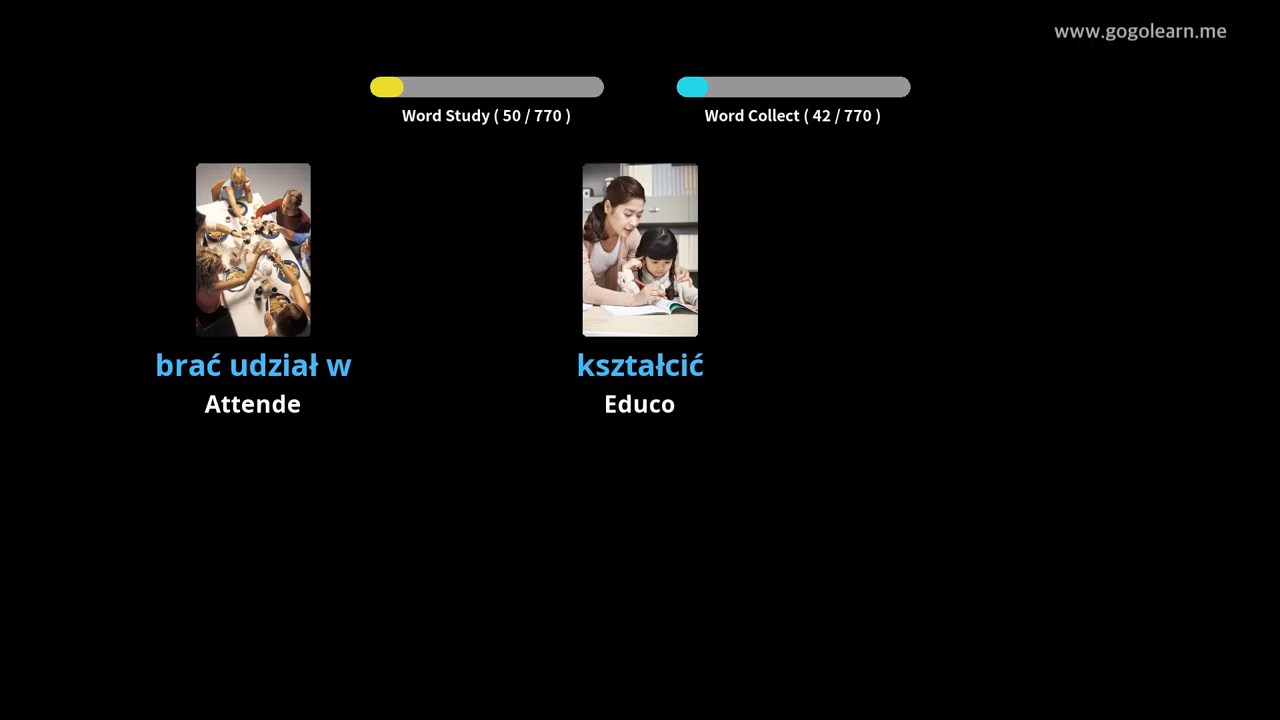 www.gogolearn.me
Word Study ( 50 / 770 )
Word Collect ( 42 / 770 )
brać udział w
Attende
kształcić
Educo